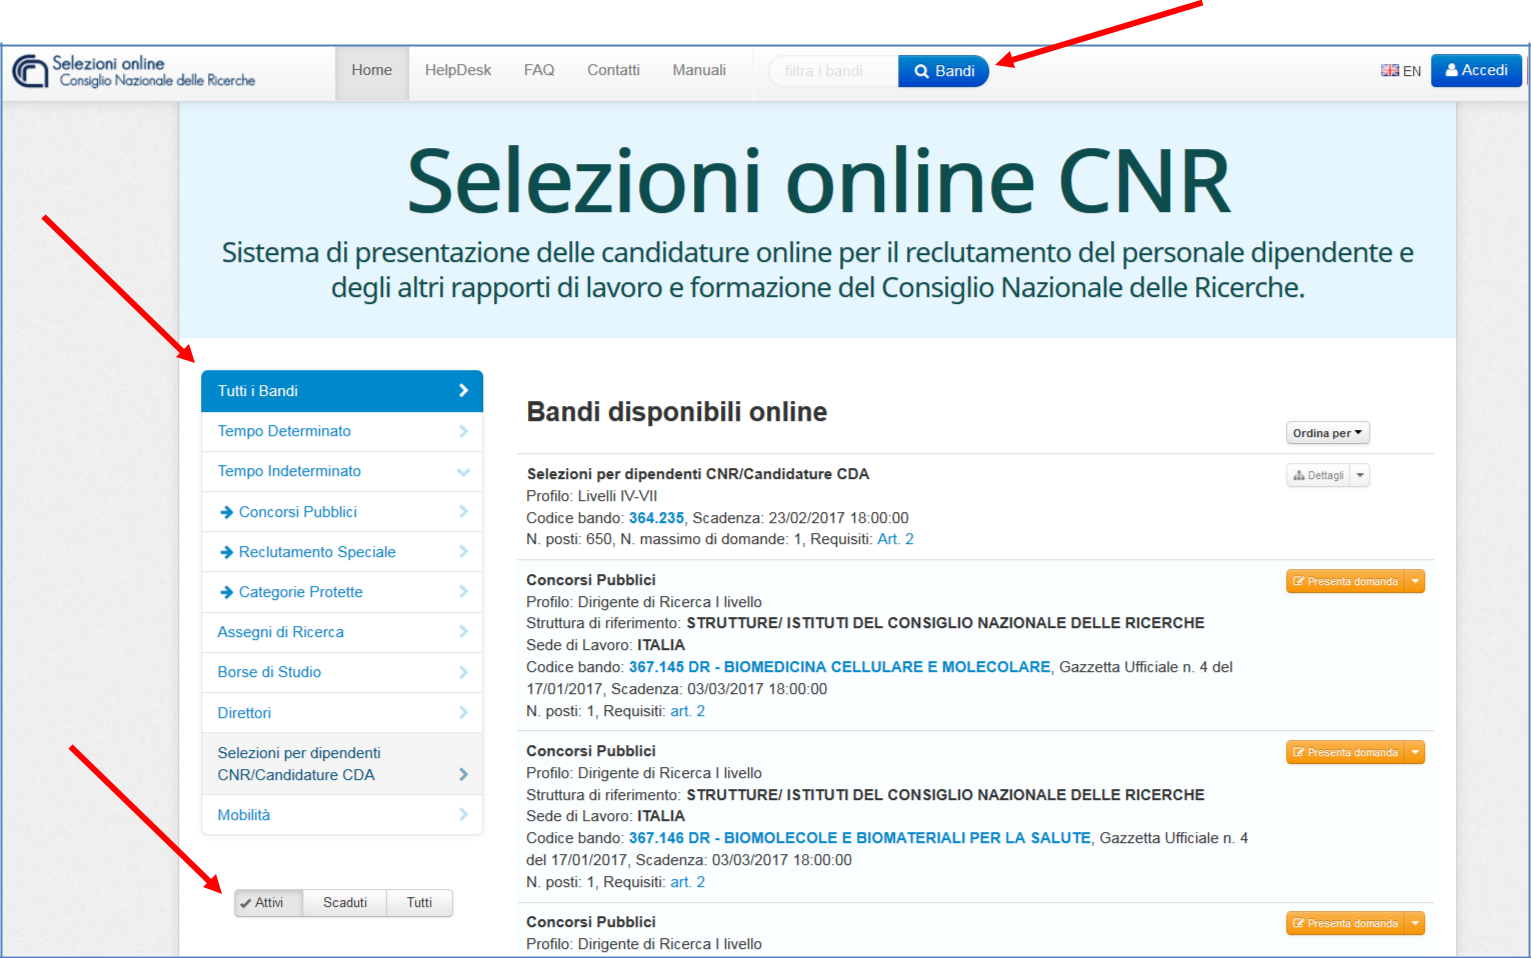 Selezioni online
Consiglio Nazionale delle Ricerche
Home HelpDesk FAQ Contatti Manuali filtra i bandi Bandi EN Accedi
Selezioni online CNR
Sistema di presentazione delle candidature online per il reclutamento del personale dipendente e
degli altri rapporti di lavoro e formazione del Consiglio Nazionale delle Ricerche.
Tutti i Bandi
Tempo Determinato
Tempo Indeterminato
Concorsi Pubblici
Reclutamento Speciale
Categorie Protette
Assegni di Ricerca
Borse di Studio
Direttori
Selezioni per dipendenti
CNR/Candidature CDA
Mobilità
Attivi Scaduti Tutti
Bandi disponibili online
Ordina per
Selezioni per dipendenti CNR/Candidature CDA
Dettagli
Profilo: Livelli IV-VII
Codice bando: 364.235, Scadenza: 23/02/2017 18:00:00
N. posti: 650, N. massimo di domande: 1, Requisiti: Art. 2
Concorsi Pubblici
Presenta domanda
Profilo: Dirigente di Ricerca I livello
Struttura di riferimento: STRUTTURE/ ISTITUTI DEL CONSIGLIO NAZIONALE DELLE RICERCHE
Sede di Lavoro: ITALIA
Codice bando: 367.145 DR - BIOMEDICINA CELLULARE E MOLECOLARE, Gazzetta Ufficiale n. 4 del
17/01/2017, Scadenza: 03/03/2017 18:00:00
N. posti: 1, Requisiti: art. 2
Concorsi Pubblici
Presenta domanda
Profilo: Dirigente di Ricerca I livello
Struttura di riferimento: STRUTTURE/ ISTITUTI DEL CONSIGLIO NAZIONALE DELLE RICERCHE
Sede di Lavoro: ITALIA
Codice bando: 367.146 DR - BIOMOLECOLE E BIOMATERIALI PER LA SALUTE, Gazzetta Ufficiale n. 4
del 17/01/2017, Scadenza: 03/03/2017 18:00:00
N. posti: 1, Requisiti: art. 2
Concorsi Pubblici
Presenta domanda
Profilo: Dirigente di Ricerca I livello